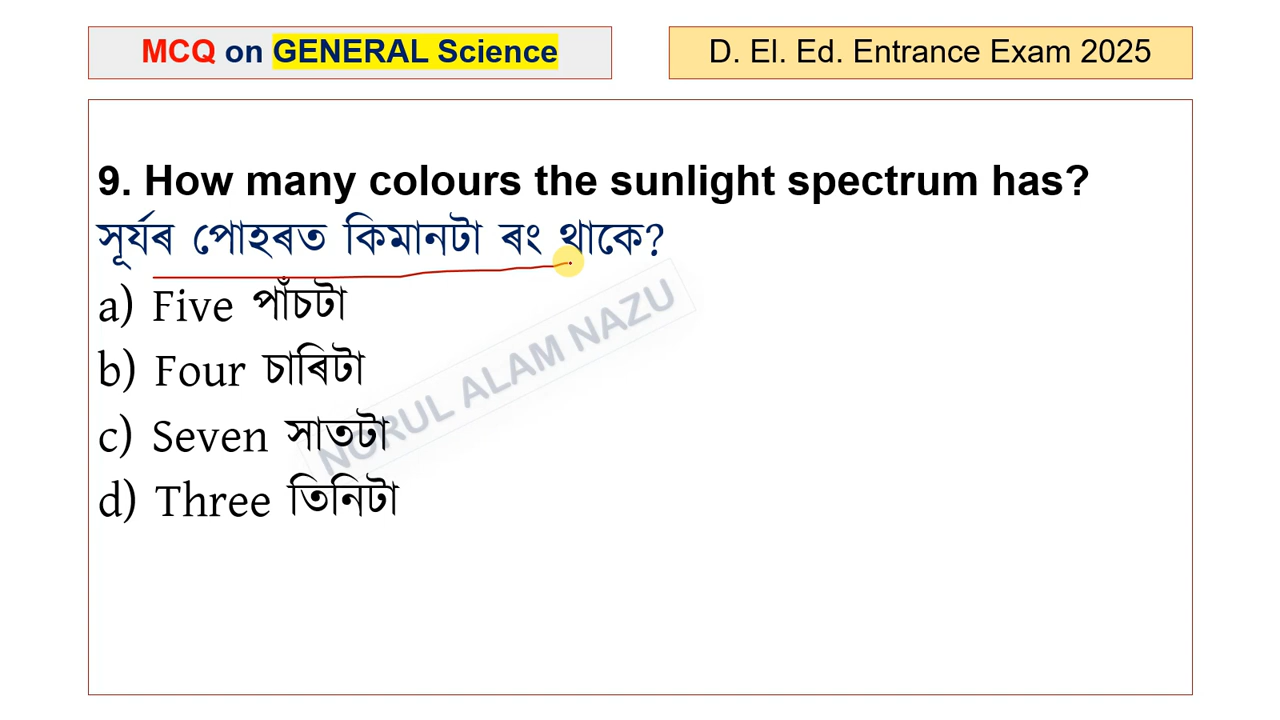 MCQ on GENERAL Science
D. El. Ed. Entrance Exam 2025
9. How many colours the sunlight spectrum has?
সূৰ্যৰ পোহৰত কিমানটা ৰং থাকে?
a) Five পাঁচটা
b) Four চাৰিটা
c) Seven সাতটা
d) Three তিনিটা
NORUL ALAM NAZU